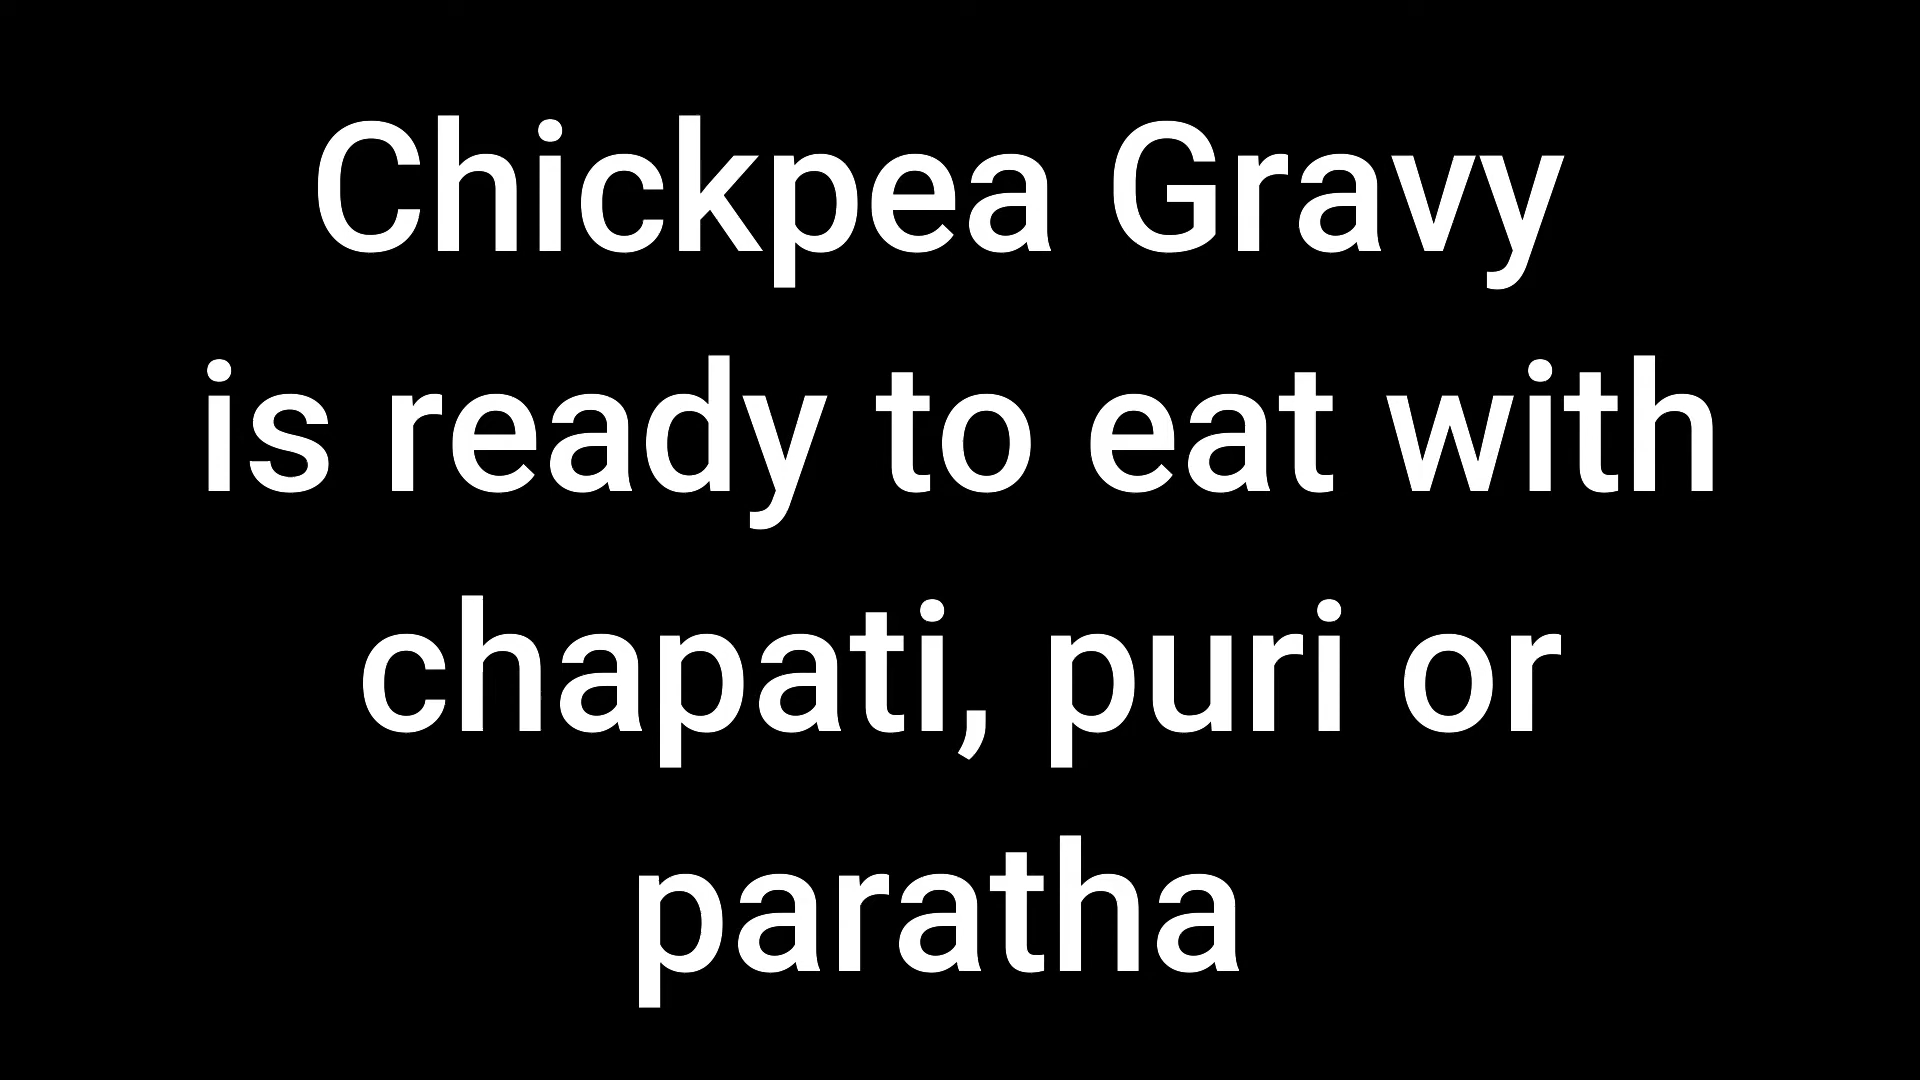 Chickpea Gravy
is ready to eat with
chapati, puri or
paratha